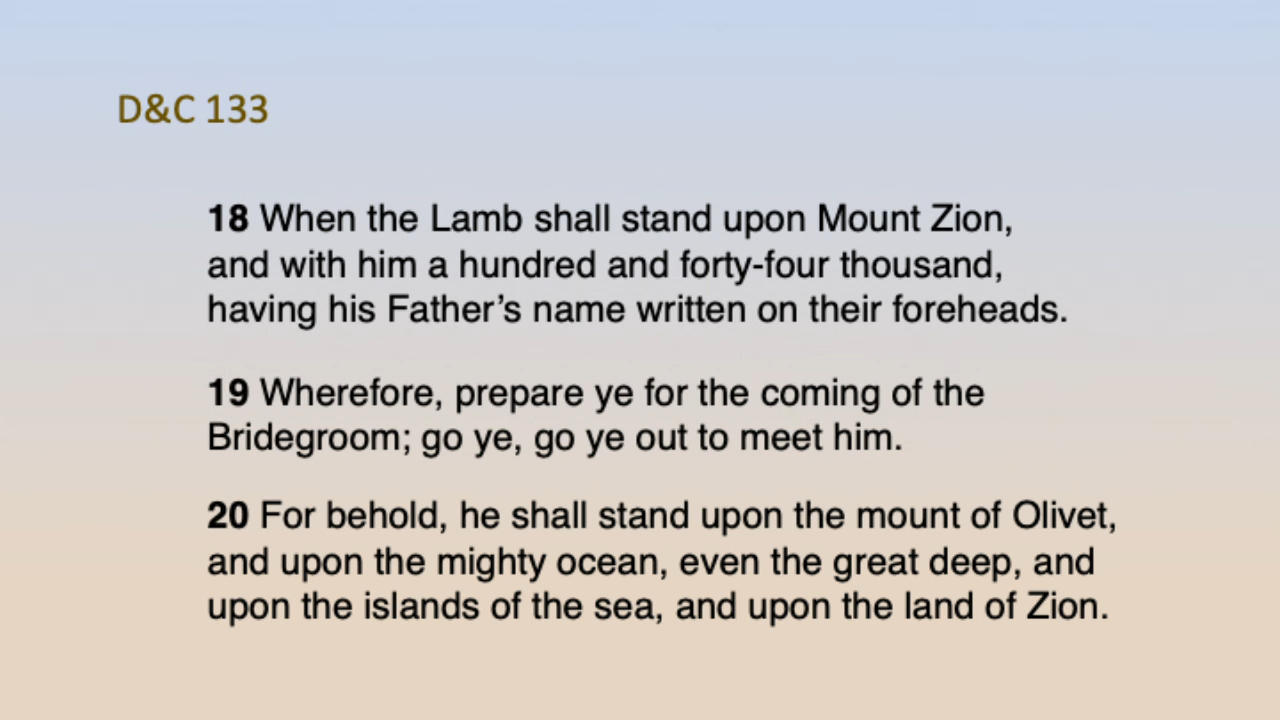 D&C 133
18 When the Lamb shall stand upon Mount Zion,
and with him a hundred and forty-four thousand,
having his Father’s name written on their foreheads.
19 Wherefore, prepare ye for the coming of the
Bridegroom; go ye, go ye out to meet him.
20 For behold, he shall stand upon the mount of Olivet,
and upon the mighty ocean, even the great deep, and
upon the islands of the sea, and upon the land of Zion.